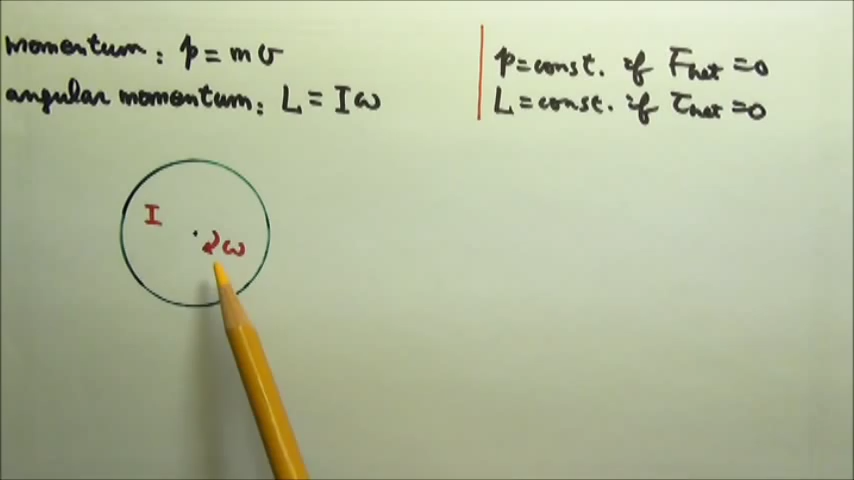 momentum: p = mv
angular momentum: L = Iω
p = const. if Fnet = 0
L = const. if τnet = 0
I
ω